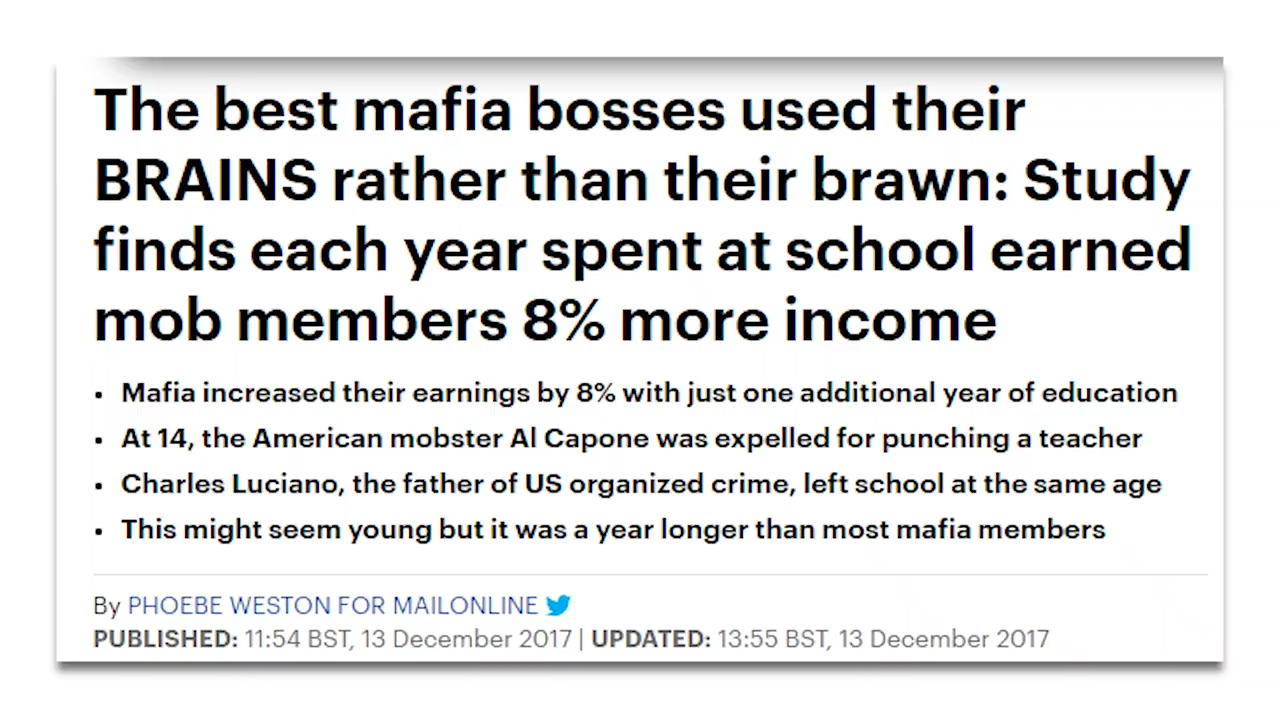 The best mafia bosses used their
BRAINS rather than their brawn: Study
finds each year spent at school earned
mob members 8% more income
• Mafia increased their earnings by 8% with just one additional year of education
• At 14, the American mobster Al Capone was expelled for punching a teacher
• Charles Luciano, the father of US organized crime, left school at the same age
• This might seem young but it was a year longer than most mafia members
By PHOEBE WESTON FOR MAILONLINE
PUBLISHED: 11:54 BST, 13 December 2017 | UPDATED: 13:55 BST, 13 December 2017